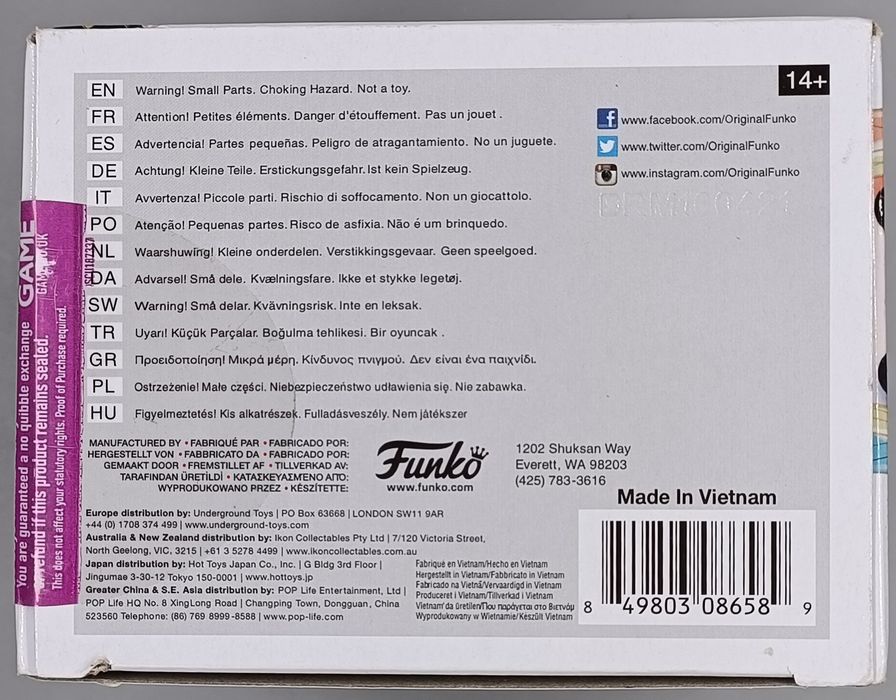 14+
EN Warning! Small Parts. Choking Hazard. Not a toy.
FR Attention! Petites éléments. Danger d'étouffement. Pas un jouet .
ES Advertencia! Partes pequeñas. Peligro de atragantamiento. No un juguete.
DE Achtung! Kleine Teile. Erstickungsgefahr. Ist kein Spielzeug.
IT Avvertenza! Piccole parti. Rischio di soffocamento. Non un giocattolo.
PO Atenção! Pequenas partes. Risco de asfixia. Não é um brinquedo.
NL Waarshuwing! Kleine onderdelen. Verstikkingsgevaar. Geen speelgoed.
DA Advarsel! Små dele. Kvælningsfare. Ikke et stykke legetøj.
SW Warning! Små delar. Kvävningsrisk. Inte en leksak.
TR Uyarı! Küçük Parçalar. Boğulma tehlikesi. Bir oyuncak .
GR Προειδοποίηση! Μικρά μέρη. Κίνδυνος πνιγμού. Δεν είναι ένα παιχνίδι.
PL Ostrzeżenie! Małe części. Niebezpieczeństwo udławienia się. Nie zabawka.
HU Figyelmeztetés! Kis alkatrészek. Fulladásveszély. Nem játékszer
www.facebook.com/OriginalFunko
www.twitter.com/OriginalFunko
www.instagram.com/OriginalFunko
GAME
You are guaranteed a no quibble exchange
or refund if this product remains sealed.
This does not affect your statutory rights. Proof of Purchase required.
MANUFACTURED BY • FABRIQUÉ PAR • FABRICADO POR:
HERGESTELLT VON • FABBRICATO DA • FABRICADO POR:
GEMAAKT DOOR • FREMSTILLET AF • TILLVERKAD AV:
TARAFINDAN ÜRETİLDİ • ΚΑΤΑΣΚΕΥΑΣΜΕΝΟ ΑΠΌ:
WYPRODUKOWANO PRZEZ • KÉSZÍTETTE:
Funko
www.funko.com
1202 Shuksan Way
Everett, WA 98203
(425) 783-3616
Made In Vietnam
Europe distribution by: Underground Toys | PO Box 63668 | LONDON SW11 9AR
+44 (0) 1708 374 499 | www.underground-toys.com
Australia & New Zealand distribution by: Ikon Collectables Pty Ltd | 7/120 Victoria Street,
North Geelong, VIC, 3215 | +61 3 5278 4499 | www.ikoncollectables.com.au
Japan distribution by: Hot Toys Japan Co., Inc. | G Bldg 3rd Floor |
Jingumae 3-30-12 Tokyo 150-0001 | www.hottoys.jp
Greater China & S.E. Asia distribution by: POP Life Entertainment, Ltd |
POP Life HQ No. 8 XingLong Road | Changping Town, Dongguan, China
523560 Telephone: (86) 769 8999-8588 | www.pop-life.com
Fabriqué en Vietnam/Hecho en Vietnam
Hergestellt in Vietnam/Fabbricato in Vietnam
Fabricado na Vietnã/Vervaardigd in Vietnam
Produceret i Vietnam/Tillverkad i Vietnam
Vietnam'da üretilen/Που παράγεται στο Βιετνάμ
Wyprodukowany w Wietnamie/Készült Vietnam
8 49803 08658 9